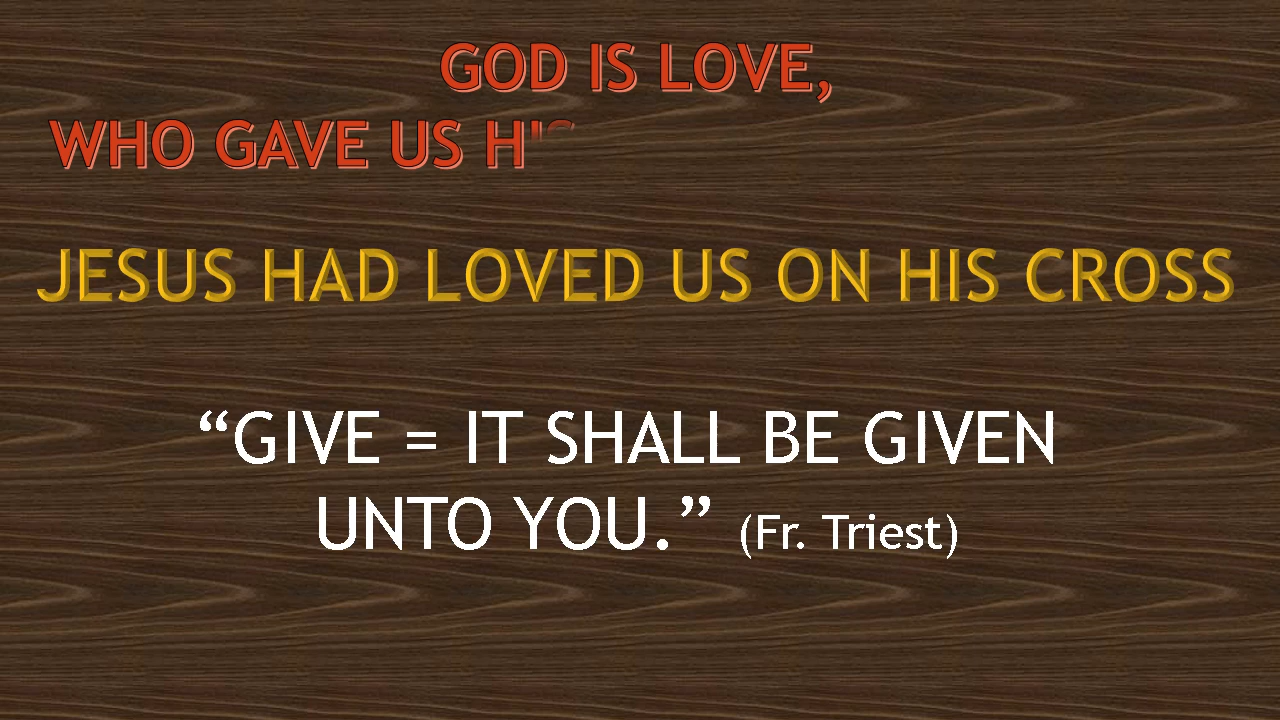 GOD IS LOVE,
WHO GAVE US
JESUS HAD LOVED US ON HIS CROSS
“GIVE = IT SHALL BE GIVEN
UNTO YOU.” (Fr. Triest)